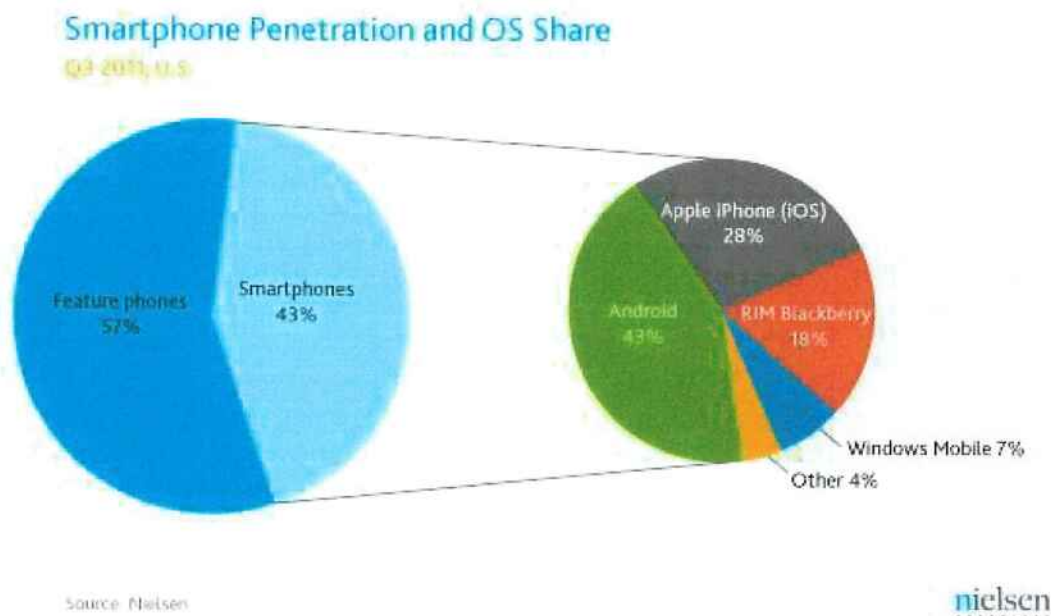 Smartphone Penetration and OS Share
Q3 2011, U.S.
Feature phones
57%
Smartphones
43%
Apple iPhone (iOS)
28%
Android
43%
RIM Blackberry
18%
Windows Mobile 7%
Other 4%
Source: Nielsen
nielsen